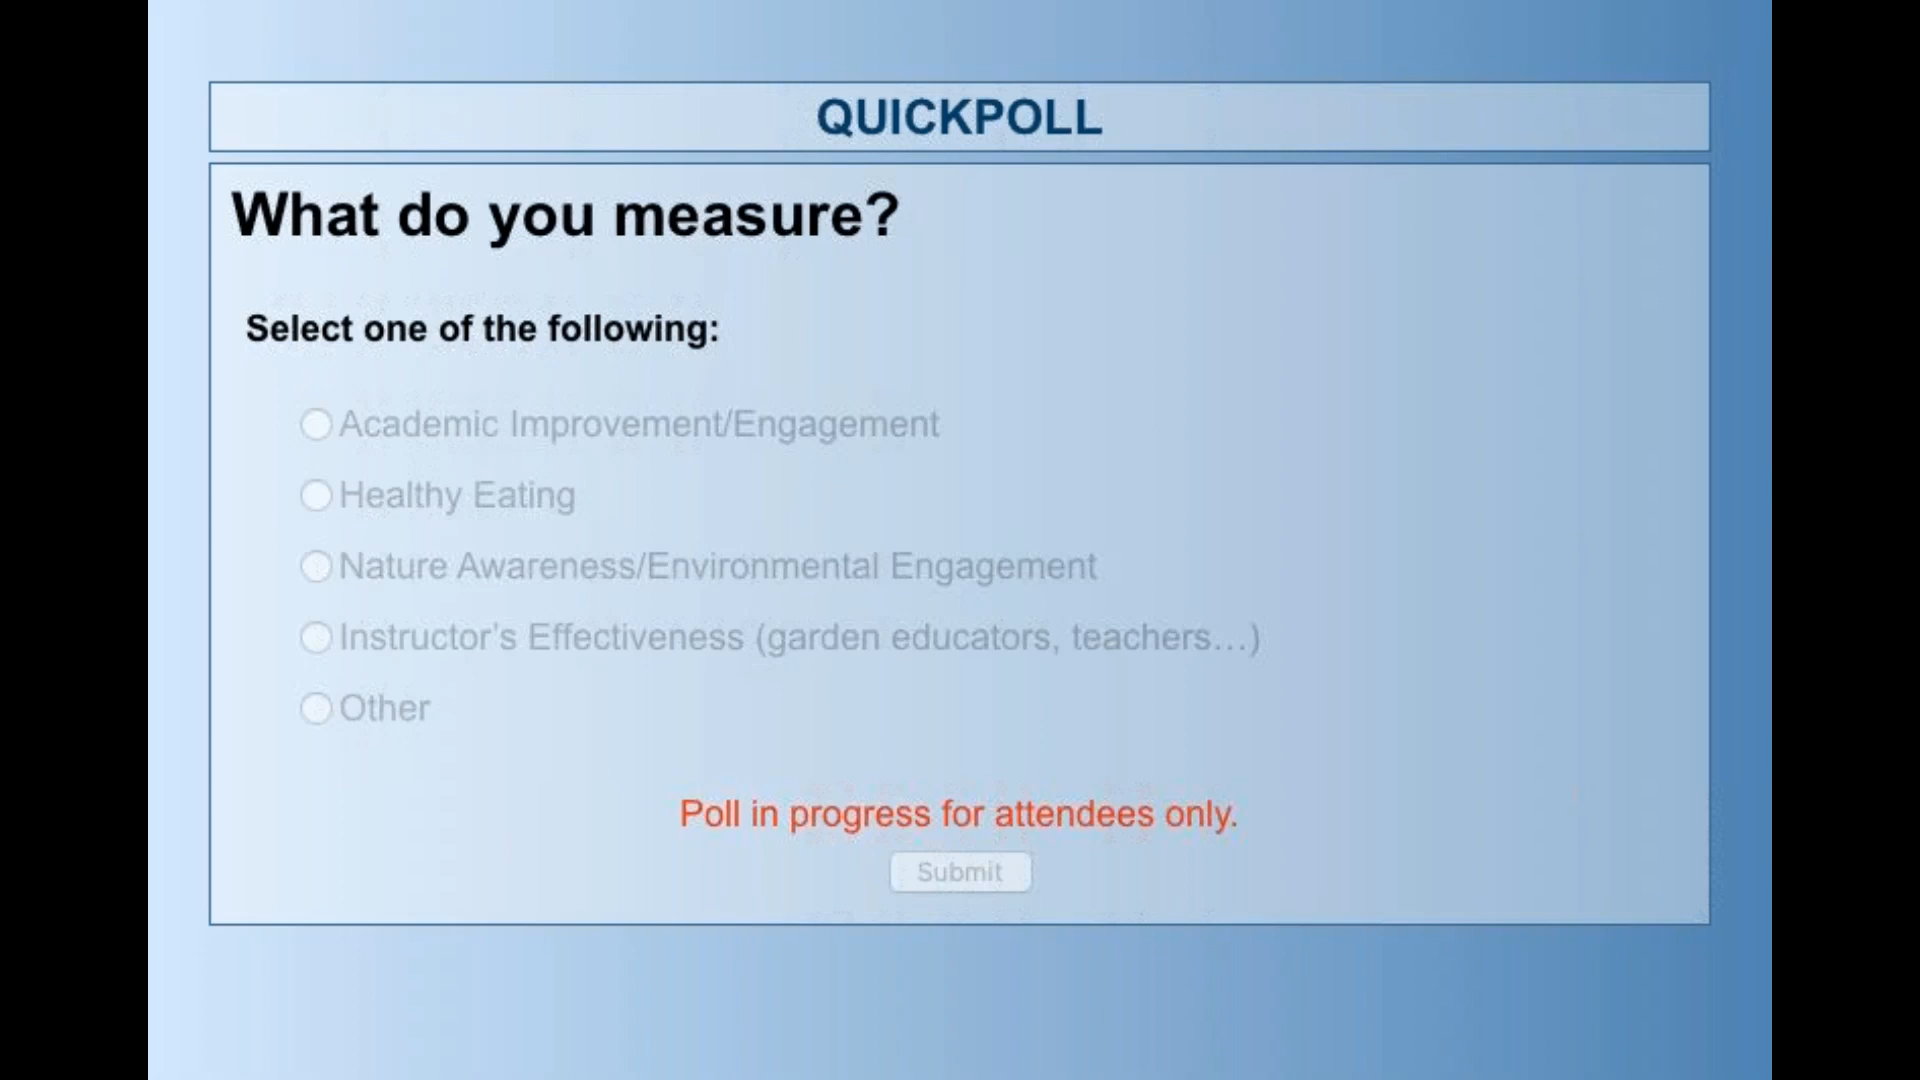 QUICKPOLL
What do you measure?
Select one of the following:
Academic Improvement/Engagement
Healthy Eating
Nature Awareness/Environmental Engagement
Instructor’s Effectiveness (garden educators, teachers…)
Other
Poll in progress for attendees only.
Submit